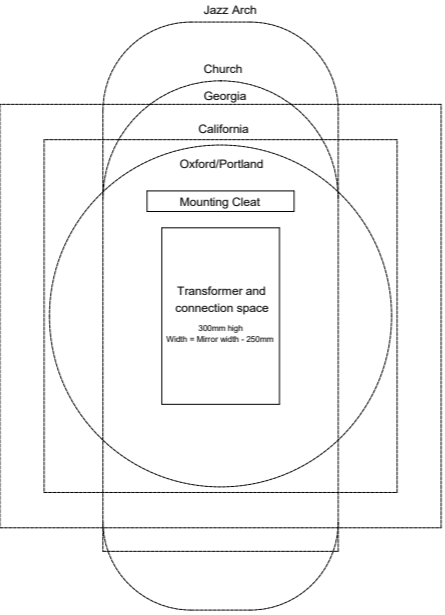 Jazz Arch
Church
Georgia
California
Oxford/Portland
Mounting Cleat
Transformer and
connection space
300mm high
Width = Mirror width - 250mm